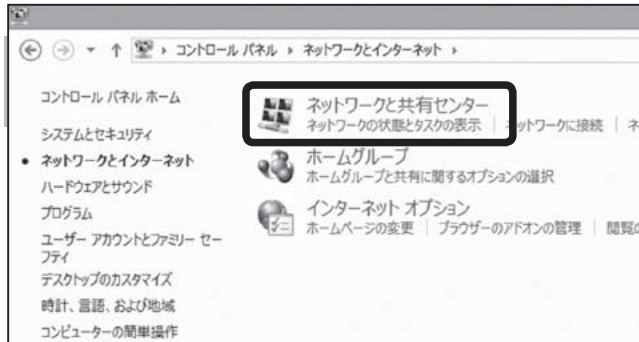 コントロール パネル ▸ ネットワークとインターネット ▸
コントロール パネル ホーム
システムとセキュリティ
ネットワークとインターネット
ハードウェアとサウンド
プログラム
ユーザー アカウントとファミリー セー
フティ
デスクトップのカスタマイズ
時計、言語、および地域
コンピューターの簡単操作
ネットワークと共有センター
ネットワークの状態とタスクの表示 | ネットワークに接続 | ネ
ホームグループ
ホームグループと共有に関するオプションの選択
インターネット オプション
ホームページの変更 | ブラウザーのアドオンの管理 | 閲覧の